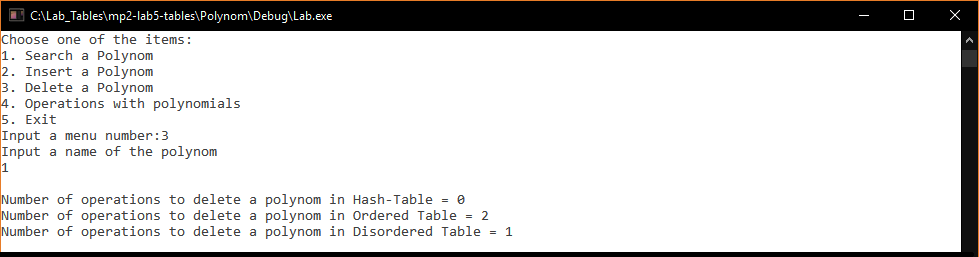 C:\Lab_Tables\mp2-lab5-tables\Polynom\Debug\Lab.exe
Choose one of the items:
1. Search a Polynom
2. Insert a Polynom
3. Delete a Polynom
4. Operations with polynomials
5. Exit
Input a menu number:3
Input a name of the polynom
1
Number of operations to delete a polynom in Hash-Table = 0
Number of operations to delete a polynom in Ordered Table = 2
Number of operations to delete a polynom in Disordered Table = 1